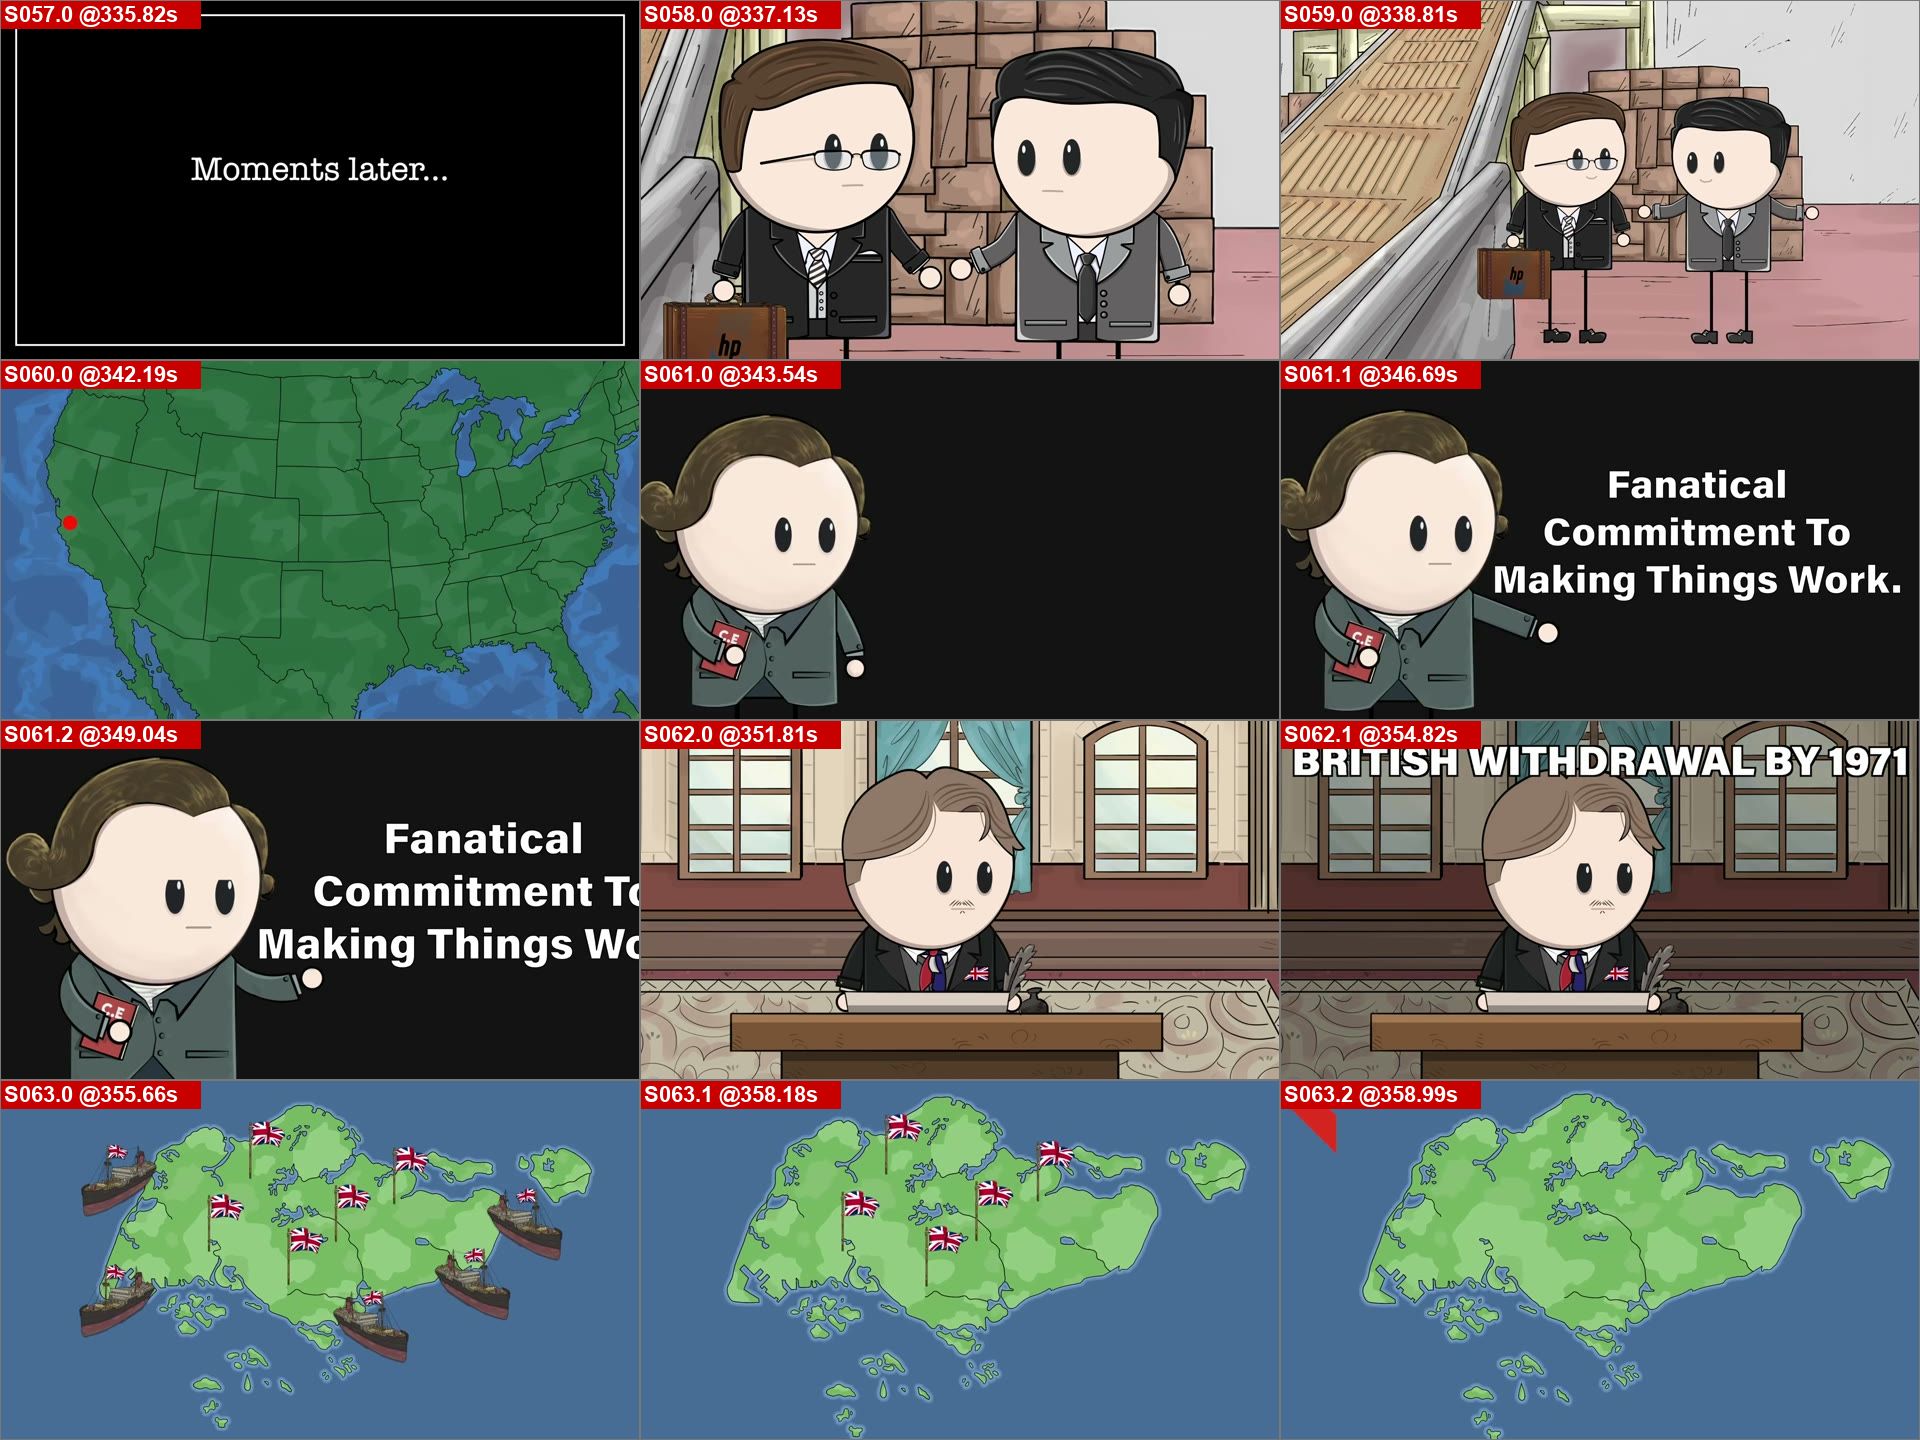 S057.0 @335.82s
Moments later...
S058.0 @337.13s
hp
S059.0 @338.81s
hp
S060.0 @342.19s
S061.0 @343.54s
C.E
S061.1 @346.69s
Fanatical
Commitment To
Making Things Work.
C.E
S061.2 @349.04s
Fanatical
Commitment To
Making Things Wo
C.E
S062.0 @351.81s
S062.1 @354.82s
BRITISH WITHDRAWAL BY 1971
S063.0 @355.66s
S063.1 @358.18s
S063.2 @358.99s